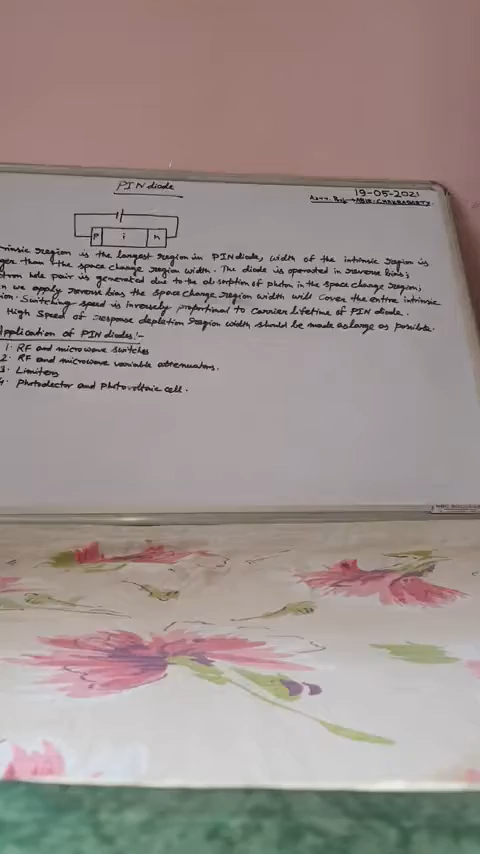 PIN diode
19-05-2021
P i n
region is the largest region in PIN diode, width of the intrinsic region is
than the space charge region width. The diode is operated in reverse bias;
hole pair is generated due to the absorption of photon in the space charge region;
we apply reverse bias the space charge region width will cover the entire intrinsic
Switching speed is inversely proportional to carrier lifetime of PIN diode.
High Speed of response depletion region width should be made as large as possible.
Application of PIN diodes:-
1. RF and microwave switches
2. RF and microwave variable attenuators.
3. Limiters
4. Photodector and Photovoltaic cell.